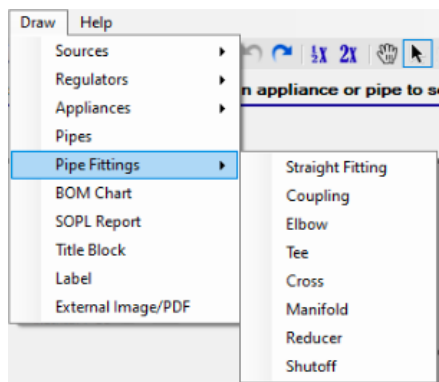 Draw Help
Sources
½X 2X
Regulators
n appliance or pipe to s
Appliances
Pipes
Pipe Fittings
Straight Fitting
BOM Chart
Coupling
SOPL Report
Elbow
Title Block
Tee
Label
Cross
External Image/PDF
Manifold
Reducer
Shutoff